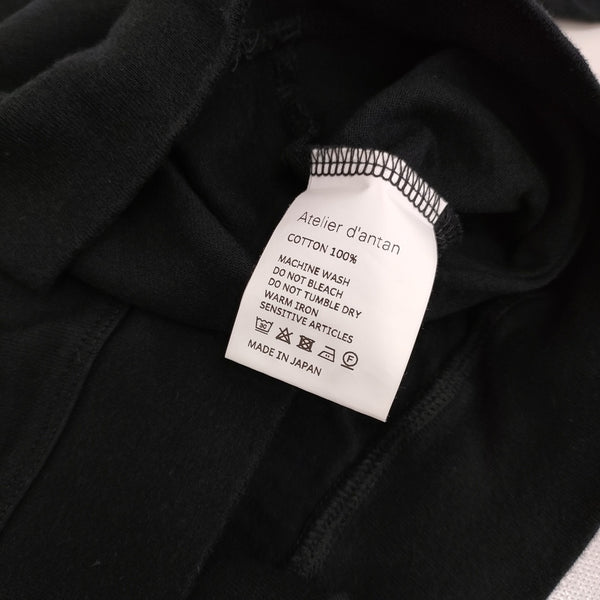 Atelier d'antan
COTTON 100%
MACHINE WASH
DO NOT BLEACH
DO NOT TUMBLE DRY
WARM IRON
SENSITIVE ARTICLES
30 F
MADE IN JAPAN